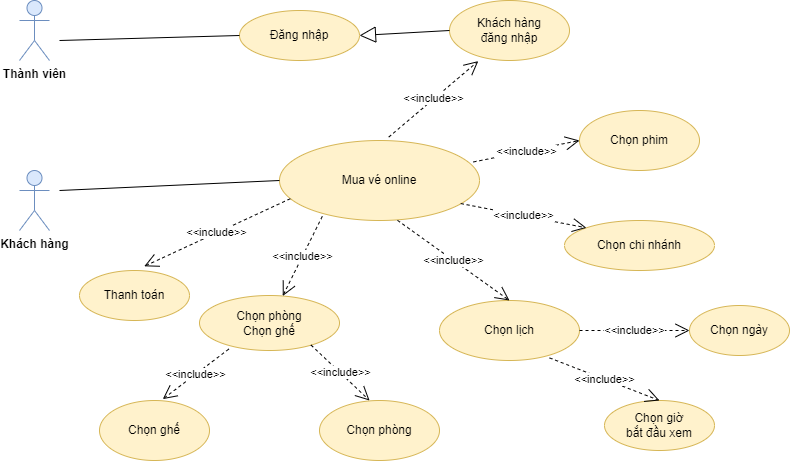 Đăng nhập
Khách hàng
đăng nhập
Thành viên
<<include>>
Chọn phim
<<include>>
Mua vé online
Khách hàng
<<include>>
<<include>>
Chọn chi nhánh
<<include>>
<<include>>
Thanh toán
Chọn phòng
Chọn ghế
Chọn lịch
<<include>>
Chọn ngày
<<include>>
<<include>>
<<include>>
Chọn ghế
Chọn phòng
Chọn giờ
bắt đầu xem